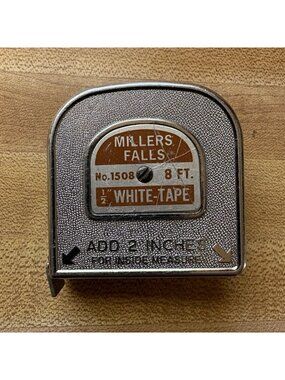 MILLERS
FALLS
No.1508 8 FT.
1/2" WHITE-TAPE
ADD 2 INCHES
FOR INSIDE MEASURE